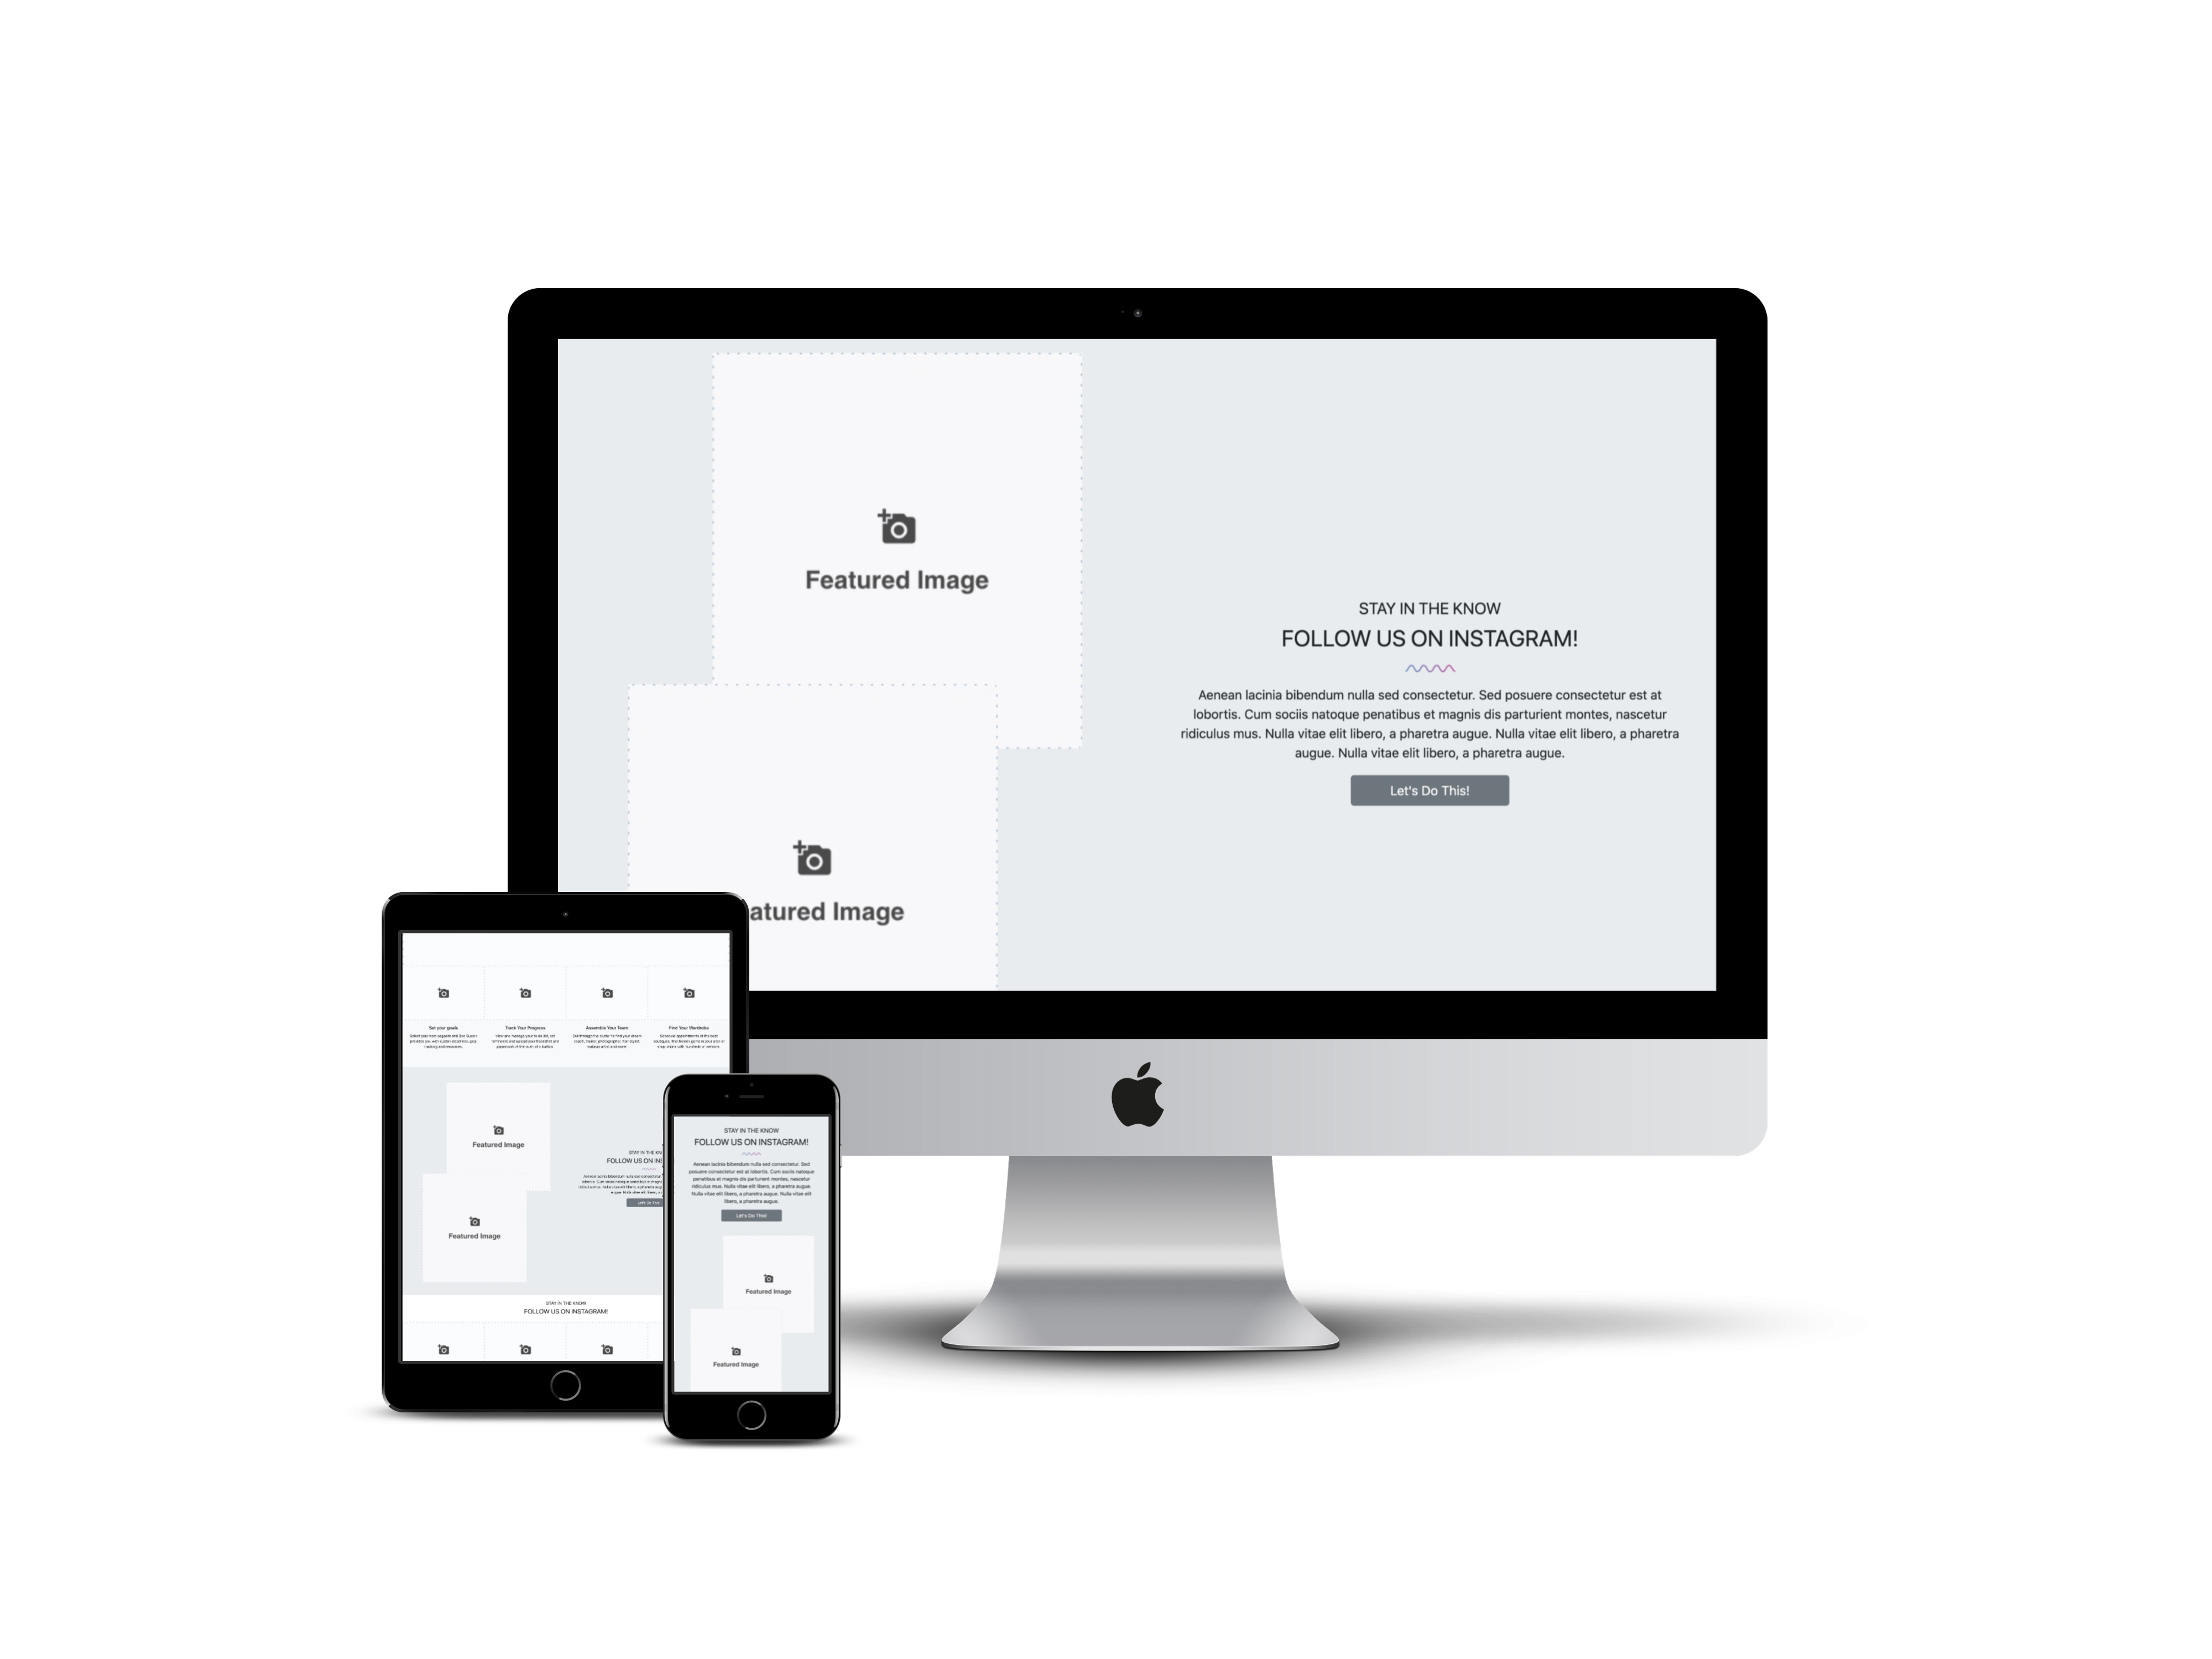 Featured Image
STAY IN THE KNOW
FOLLOW US ON INSTAGRAM!
Aenean lacinia bibendum nulla sed consectetur. Sed posuere consectetur est at
lobortis. Cum sociis natoque penatibus et magnis dis parturient montes, nascetur
ridiculus mus. Nulla vitae elit libero, a pharetra augue. Nulla vitae elit libero, a pharetra
augue. Nulla vitae elit libero, a pharetra augue.
Let's Do This!
atured Image
Set your goals
Track Your Progress
Assemble Your Team
Find Your Wardrobe
Featured Image
STAY IN THE KN
FOLLOW US ON INS
Let's Do This
Featured Image
STAY IN THE KNOW
FOLLOW US ON INSTAGRAM!
STAY IN THE KNOW
FOLLOW US ON INSTAGRAM!
Aenean lacinia bibendum nulla sed consectetur. Sed
posuere consectetur est at lobortis. Cum sociis natoque
penatibus et magnis dis parturient montes, nascetur
ridiculus mus. Nulla vitae elit libero, a pharetra augue.
Nulla vitae elit libero, a pharetra augue. Nulla vitae elit
libero, a pharetra augue.
Let's Do This!
Featured Image
Featured Image